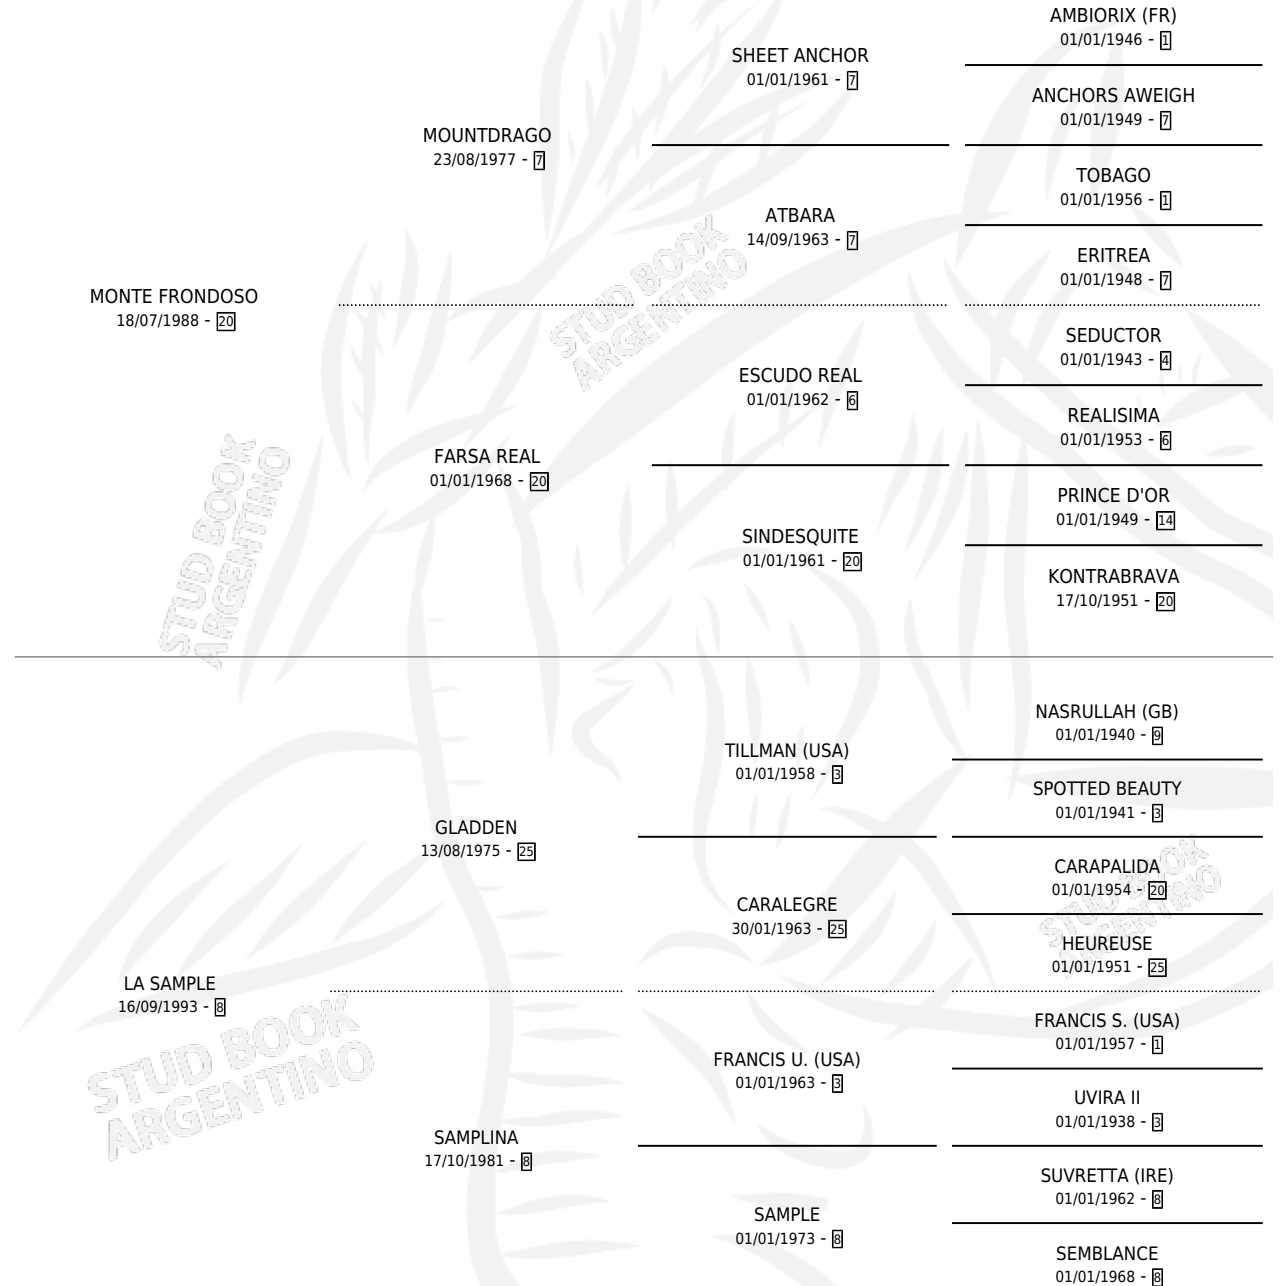 AMBIORIX (FR)
01/01/1946 - 1
SHEET ANCHOR
01/01/1961 - 7
ANCHORS AWEIGH
01/01/1949 - 7
MOUNTDRAGO
23/08/1977 - 7
TOBAGO
01/01/1956 - 1
ATBARA
14/09/1963 - 7
ERITREA
01/01/1948 - 7
MONTE FRONDOSO
18/07/1988 - 20
SEDUCTOR
01/01/1943 - 4
ESCUDO REAL
01/01/1962 - 6
REALISIMA
01/01/1953 - 6
FARSA REAL
01/01/1968 - 20
PRINCE D'OR
01/01/1949 - 14
SINDESQUITE
01/01/1961 - 20
KONTRABRAVA
17/10/1951 - 20
NASRULLAH (GB)
01/01/1940 - 9
TILLMAN (USA)
01/01/1958 - 3
SPOTTED BEAUTY
01/01/1941 - 3
GLADDEN
13/08/1975 - 25
CARAPALIDA
01/01/1954 - 20
CARALEGRE
30/01/1963 - 25
HEUREUSE
01/01/1951 - 25
LA SAMPLE
16/09/1993 - 8
FRANCIS S. (USA)
01/01/1957 - 1
FRANCIS U. (USA)
01/01/1963 - 3
UVIRA II
01/01/1938 - 3
SAMPLINA
17/10/1981 - 8
SUVRETTA (IRE)
01/01/1962 - 8
SAMPLE
01/01/1973 - 8
SEMBLANCE
01/01/1968 - 8
STUD BOOK
ARGENTINO
STUD BOOK
ARGENTINO
STUD BOOK
ARGENTINO
STUD BOOK
ARGENTINO